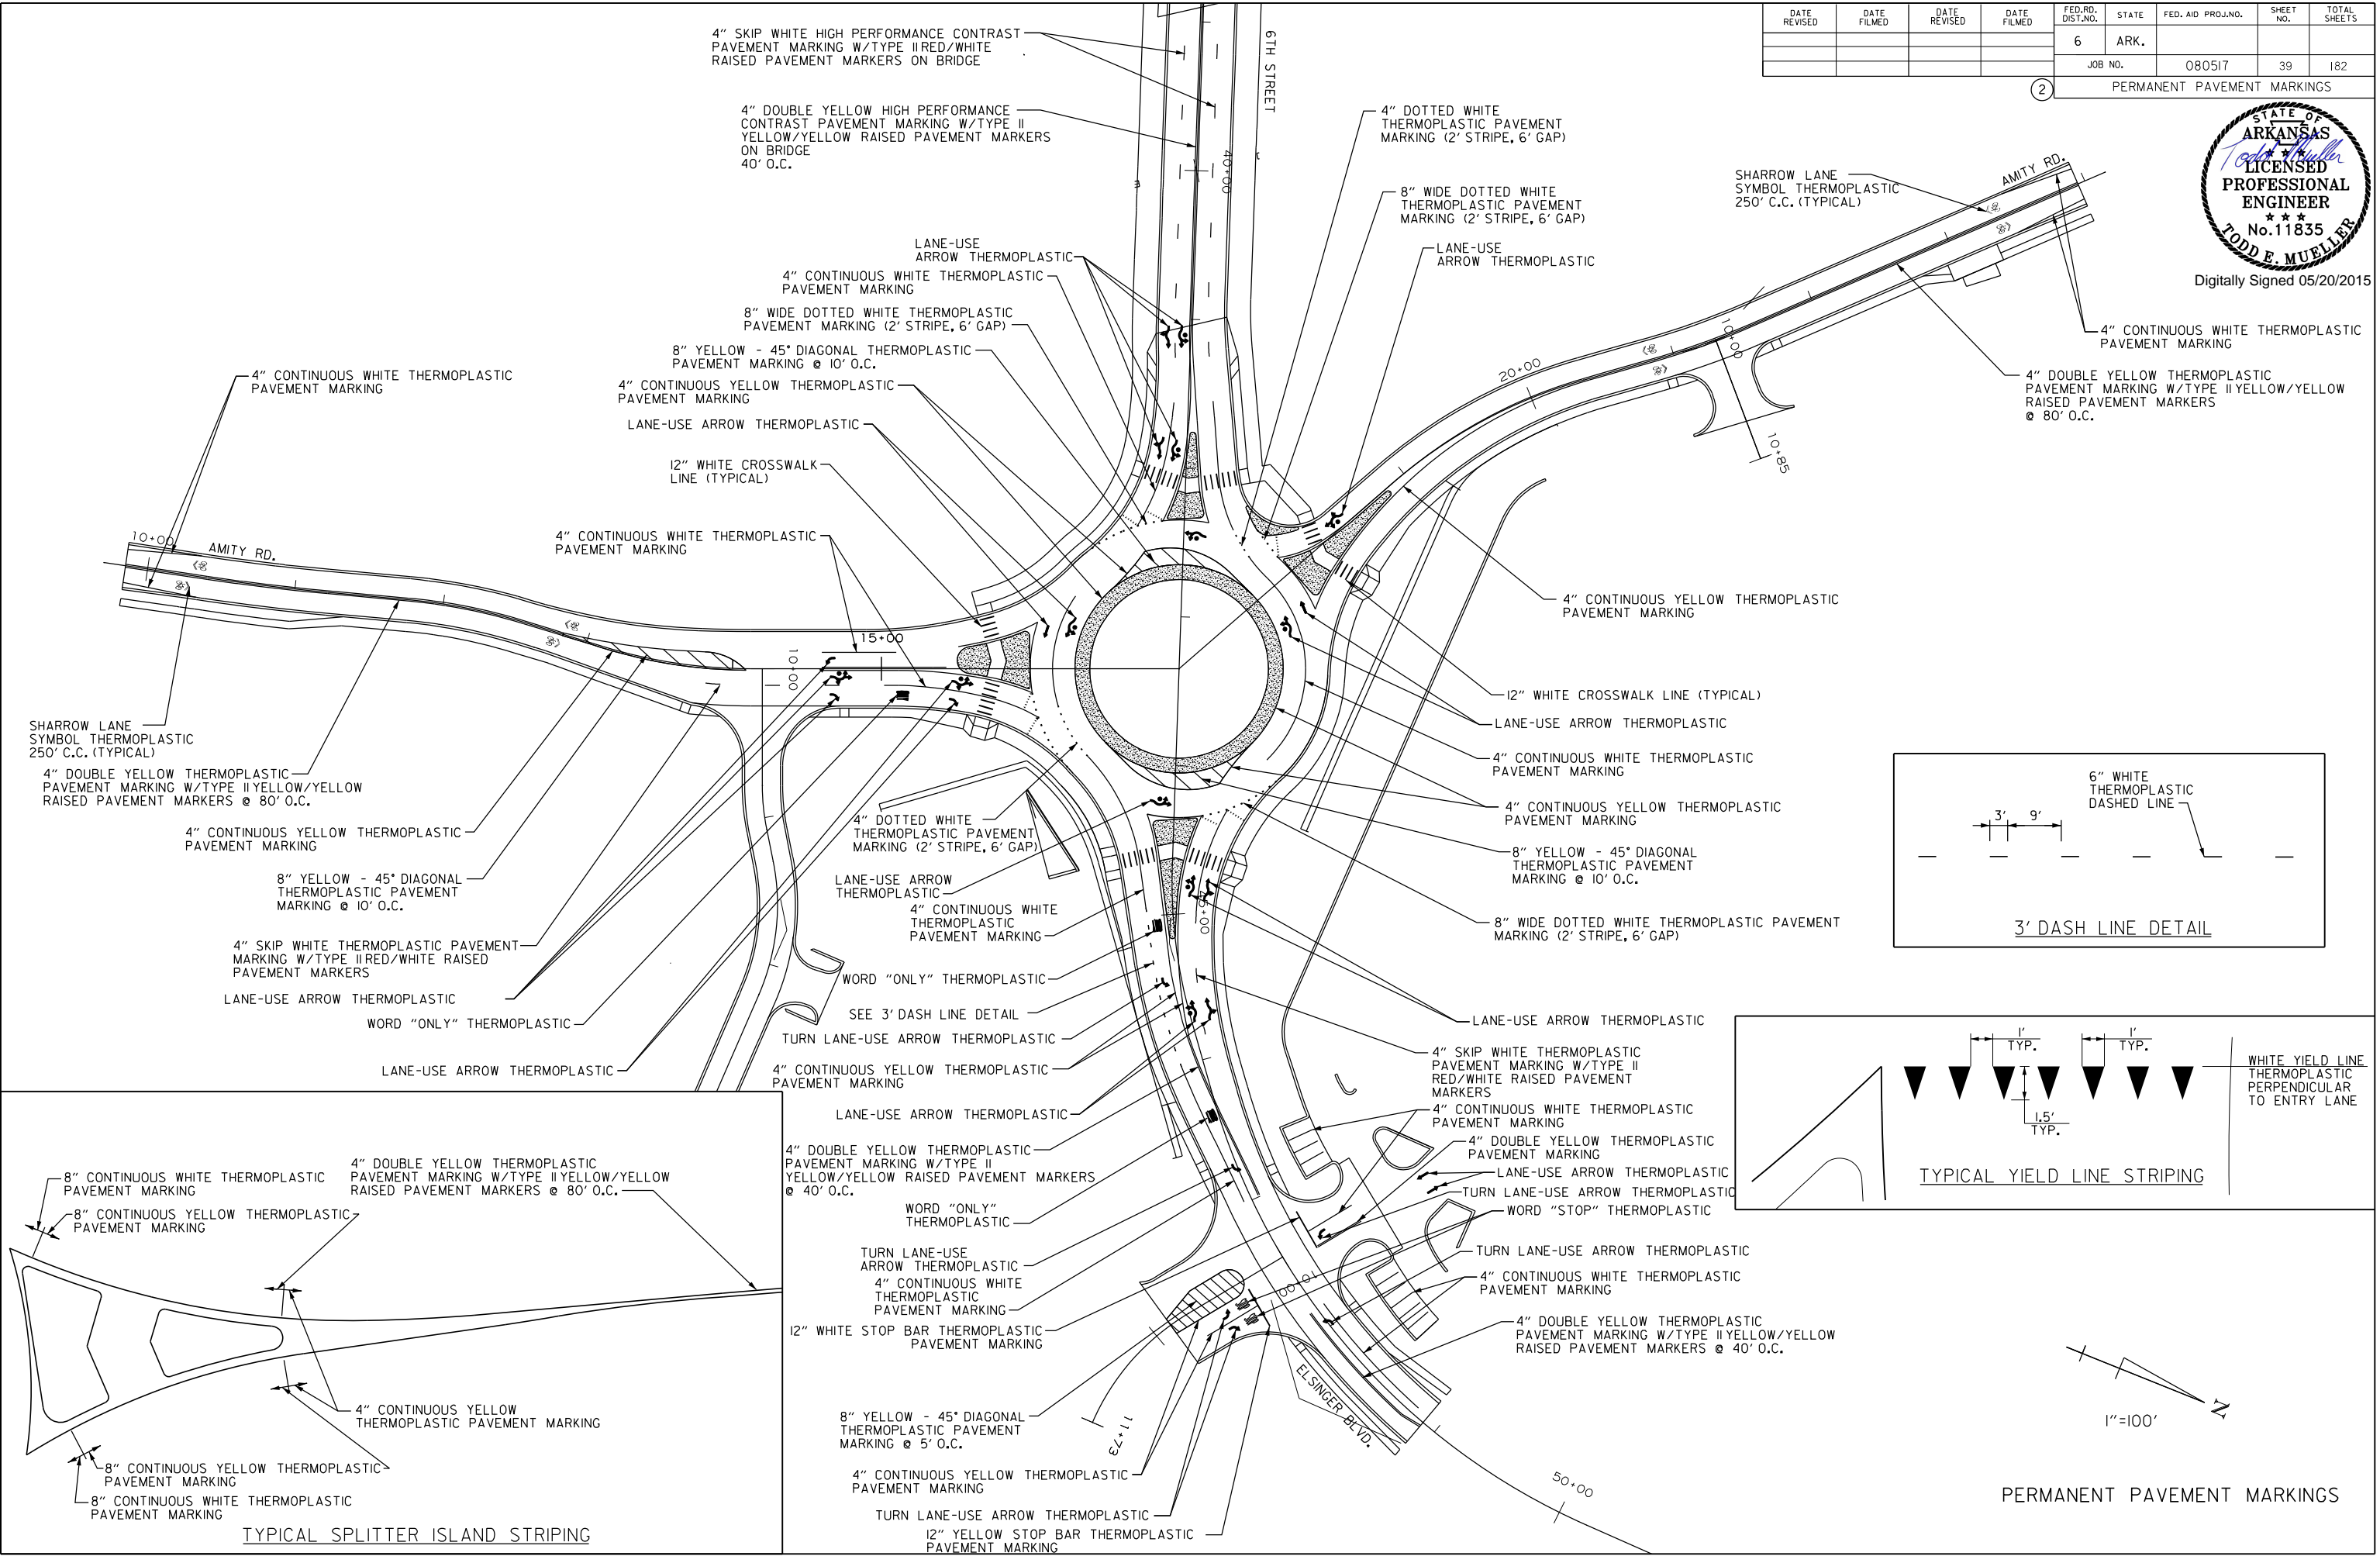 DATE REVISED
DATE FILMED
DATE REVISED
DATE FILMED
FED.RD. DIST.NO.
STATE
FED. AID PROJ.NO.
SHEET NO.
TOTAL SHEETS
6
ARK.
JOB NO.
080517
39
182
2
PERMANENT PAVEMENT MARKINGS
STATE OF
ARKANSAS
Todd Mueller
LICENSED
PROFESSIONAL
ENGINEER
No.11835
TODD E. MUELLER
Digitally Signed 05/20/2015
4" SKIP WHITE HIGH PERFORMANCE CONTRAST
PAVEMENT MARKING W/TYPE II RED/WHITE
RAISED PAVEMENT MARKERS ON BRIDGE
6TH STREET
4" DOUBLE YELLOW HIGH PERFORMANCE
CONTRAST PAVEMENT MARKING W/TYPE II
YELLOW/YELLOW RAISED PAVEMENT MARKERS
ON BRIDGE
40' O.C.
40+00
4" DOTTED WHITE
THERMOPLASTIC PAVEMENT
MARKING (2' STRIPE, 6' GAP)
8" WIDE DOTTED WHITE
THERMOPLASTIC PAVEMENT
MARKING (2' STRIPE, 6' GAP)
LANE-USE
ARROW THERMOPLASTIC
SHARROW LANE
SYMBOL THERMOPLASTIC
250' C.C. (TYPICAL)
AMITY RD.
LANE-USE
ARROW THERMOPLASTIC
4" CONTINUOUS WHITE THERMOPLASTIC
PAVEMENT MARKING
8" WIDE DOTTED WHITE THERMOPLASTIC
PAVEMENT MARKING (2' STRIPE, 6' GAP)
8" YELLOW - 45° DIAGONAL THERMOPLASTIC
PAVEMENT MARKING @ 10' O.C.
4" CONTINUOUS YELLOW THERMOPLASTIC
PAVEMENT MARKING
LANE-USE ARROW THERMOPLASTIC
12" WHITE CROSSWALK
LINE (TYPICAL)
4" CONTINUOUS WHITE THERMOPLASTIC
PAVEMENT MARKING
4" CONTINUOUS WHITE THERMOPLASTIC
PAVEMENT MARKING
4" CONTINUOUS WHITE THERMOPLASTIC
PAVEMENT MARKING
4" DOUBLE YELLOW THERMOPLASTIC
PAVEMENT MARKING W/TYPE II YELLOW/YELLOW
RAISED PAVEMENT MARKERS
@ 80' O.C.
20+00
10+00
10+85
10+00
AMITY RD.
15+00
10+00
4" CONTINUOUS YELLOW THERMOPLASTIC
PAVEMENT MARKING
12" WHITE CROSSWALK LINE (TYPICAL)
LANE-USE ARROW THERMOPLASTIC
4" CONTINUOUS WHITE THERMOPLASTIC
PAVEMENT MARKING
4" CONTINUOUS YELLOW THERMOPLASTIC
PAVEMENT MARKING
8" YELLOW - 45° DIAGONAL
THERMOPLASTIC PAVEMENT
MARKING @ 10' O.C.
8" WIDE DOTTED WHITE THERMOPLASTIC PAVEMENT
MARKING (2' STRIPE, 6' GAP)
SHARROW LANE
SYMBOL THERMOPLASTIC
250' C.C. (TYPICAL)
4" DOUBLE YELLOW THERMOPLASTIC
PAVEMENT MARKING W/TYPE II YELLOW/YELLOW
RAISED PAVEMENT MARKERS @ 80' O.C.
4" CONTINUOUS YELLOW THERMOPLASTIC
PAVEMENT MARKING
8" YELLOW - 45° DIAGONAL
THERMOPLASTIC PAVEMENT
MARKING @ 10' O.C.
4" SKIP WHITE THERMOPLASTIC PAVEMENT
MARKING W/TYPE II RED/WHITE RAISED
PAVEMENT MARKERS
LANE-USE ARROW THERMOPLASTIC
WORD "ONLY" THERMOPLASTIC
LANE-USE ARROW THERMOPLASTIC
4" DOTTED WHITE
THERMOPLASTIC PAVEMENT
MARKING (2' STRIPE, 6' GAP)
LANE-USE ARROW
THERMOPLASTIC
4" CONTINUOUS WHITE
THERMOPLASTIC
PAVEMENT MARKING
45+00
WORD "ONLY" THERMOPLASTIC
SEE 3' DASH LINE DETAIL
TURN LANE-USE ARROW THERMOPLASTIC
4" CONTINUOUS YELLOW THERMOPLASTIC
PAVEMENT MARKING
LANE-USE ARROW THERMOPLASTIC
4" DOUBLE YELLOW THERMOPLASTIC
PAVEMENT MARKING W/TYPE II
YELLOW/YELLOW RAISED PAVEMENT MARKERS
@ 40' O.C.
WORD "ONLY"
THERMOPLASTIC
TURN LANE-USE
ARROW THERMOPLASTIC
4" CONTINUOUS WHITE
THERMOPLASTIC
PAVEMENT MARKING
12" WHITE STOP BAR THERMOPLASTIC
PAVEMENT MARKING
8" YELLOW - 45° DIAGONAL
THERMOPLASTIC PAVEMENT
MARKING @ 5' O.C.
4" CONTINUOUS YELLOW THERMOPLASTIC
PAVEMENT MARKING
TURN LANE-USE ARROW THERMOPLASTIC
12" YELLOW STOP BAR THERMOPLASTIC
PAVEMENT MARKING
LANE-USE ARROW THERMOPLASTIC
4" SKIP WHITE THERMOPLASTIC
PAVEMENT MARKING W/TYPE II
RED/WHITE RAISED PAVEMENT
MARKERS
4" CONTINUOUS WHITE THERMOPLASTIC
PAVEMENT MARKING
4" DOUBLE YELLOW THERMOPLASTIC
PAVEMENT MARKING
LANE-USE ARROW THERMOPLASTIC
TURN LANE-USE ARROW THERMOPLASTIC
WORD "STOP" THERMOPLASTIC
TURN LANE-USE ARROW THERMOPLASTIC
4" CONTINUOUS WHITE THERMOPLASTIC
PAVEMENT MARKING
4" DOUBLE YELLOW THERMOPLASTIC
PAVEMENT MARKING W/TYPE II YELLOW/YELLOW
RAISED PAVEMENT MARKERS @ 40' O.C.
10+00
11+73
ELSINGER BLVD.
50+00
6" WHITE
THERMOPLASTIC
DASHED LINE
3'
9'
3' DASH LINE DETAIL
1'
TYP.
1'
TYP.
1.5'
TYP.
WHITE YIELD LINE
THERMOPLASTIC
PERPENDICULAR
TO ENTRY LANE
TYPICAL YIELD LINE STRIPING
8" CONTINUOUS WHITE THERMOPLASTIC
PAVEMENT MARKING
8" CONTINUOUS YELLOW THERMOPLASTIC
PAVEMENT MARKING
4" DOUBLE YELLOW THERMOPLASTIC
PAVEMENT MARKING W/TYPE II YELLOW/YELLOW
RAISED PAVEMENT MARKERS @ 80' O.C.
4" CONTINUOUS YELLOW
THERMOPLASTIC PAVEMENT MARKING
8" CONTINUOUS YELLOW THERMOPLASTIC
PAVEMENT MARKING
8" CONTINUOUS WHITE THERMOPLASTIC
PAVEMENT MARKING
TYPICAL SPLITTER ISLAND STRIPING
N
1"=100'
PERMANENT PAVEMENT MARKINGS